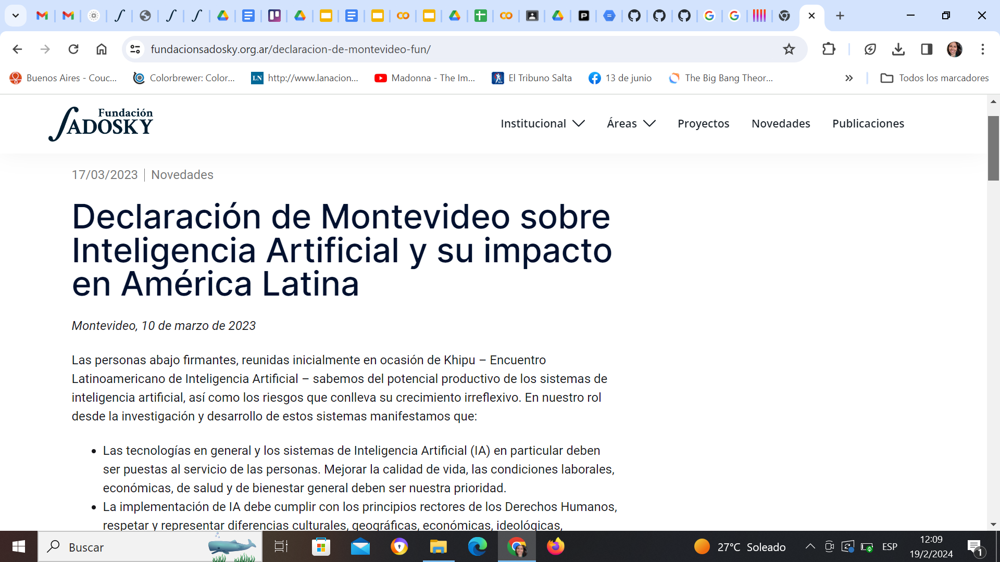 fundacionsadosky.org.ar/declaracion-de-montevideo-fun/
Buenos Aires - Couc...
Colorbrewer: Color...
LN
http://www.lanacion...
Madonna - The Im...
El Tribuno Salta
13 de junio
The Big Bang Theor...
Todos los marcadores
Fundación
SADOSKY
Institucional
Áreas
Proyectos
Novedades
Publicaciones
17/03/2023 | Novedades
Declaración de Montevideo sobre
Inteligencia Artificial y su impacto
en América Latina
Montevideo, 10 de marzo de 2023
Las personas abajo firmantes, reunidas inicialmente en ocasión de Khipu – Encuentro
Latinoamericano de Inteligencia Artificial – sabemos del potencial productivo de los sistemas de
inteligencia artificial, así como los riesgos que conlleva su crecimiento irreflexivo. En nuestro rol
desde la investigación y desarrollo de estos sistemas manifestamos que:
• Las tecnologías en general y los sistemas de Inteligencia Artificial (IA) en particular deben
ser puestas al servicio de las personas. Mejorar la calidad de vida, las condiciones laborales,
económicas, de salud y de bienestar general deben ser nuestra prioridad.
• La implementación de IA debe cumplir con los principios rectores de los Derechos Humanos,
respetar y representar diferencias culturales, geográficas, económicas, ideológicas,
Buscar
27°C Soleado
ESP
12:09
19/2/2024
1